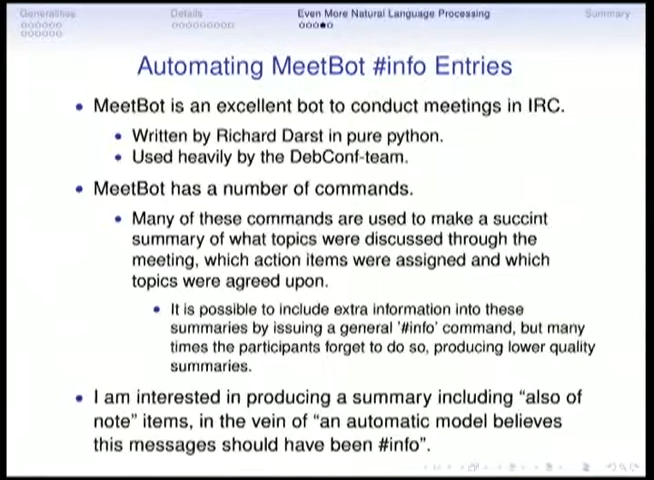 Generalities Details Even More Natural Language Processing Summary
Automating MeetBot #info Entries
• MeetBot is an excellent bot to conduct meetings in IRC.
• Written by Richard Darst in pure python.
• Used heavily by the DebConf-team.
• MeetBot has a number of commands.
• Many of these commands are used to make a succint
summary of what topics were discussed through the
meeting, which action items were assigned and which
topics were agreed upon.
• It is possible to include extra information into these
summaries by issuing a general '#info' command, but many
times the participants forget to do so, producing lower quality
summaries.
• I am interested in producing a summary including “also of
note” items, in the vein of “an automatic model believes
this messages should have been #info”.